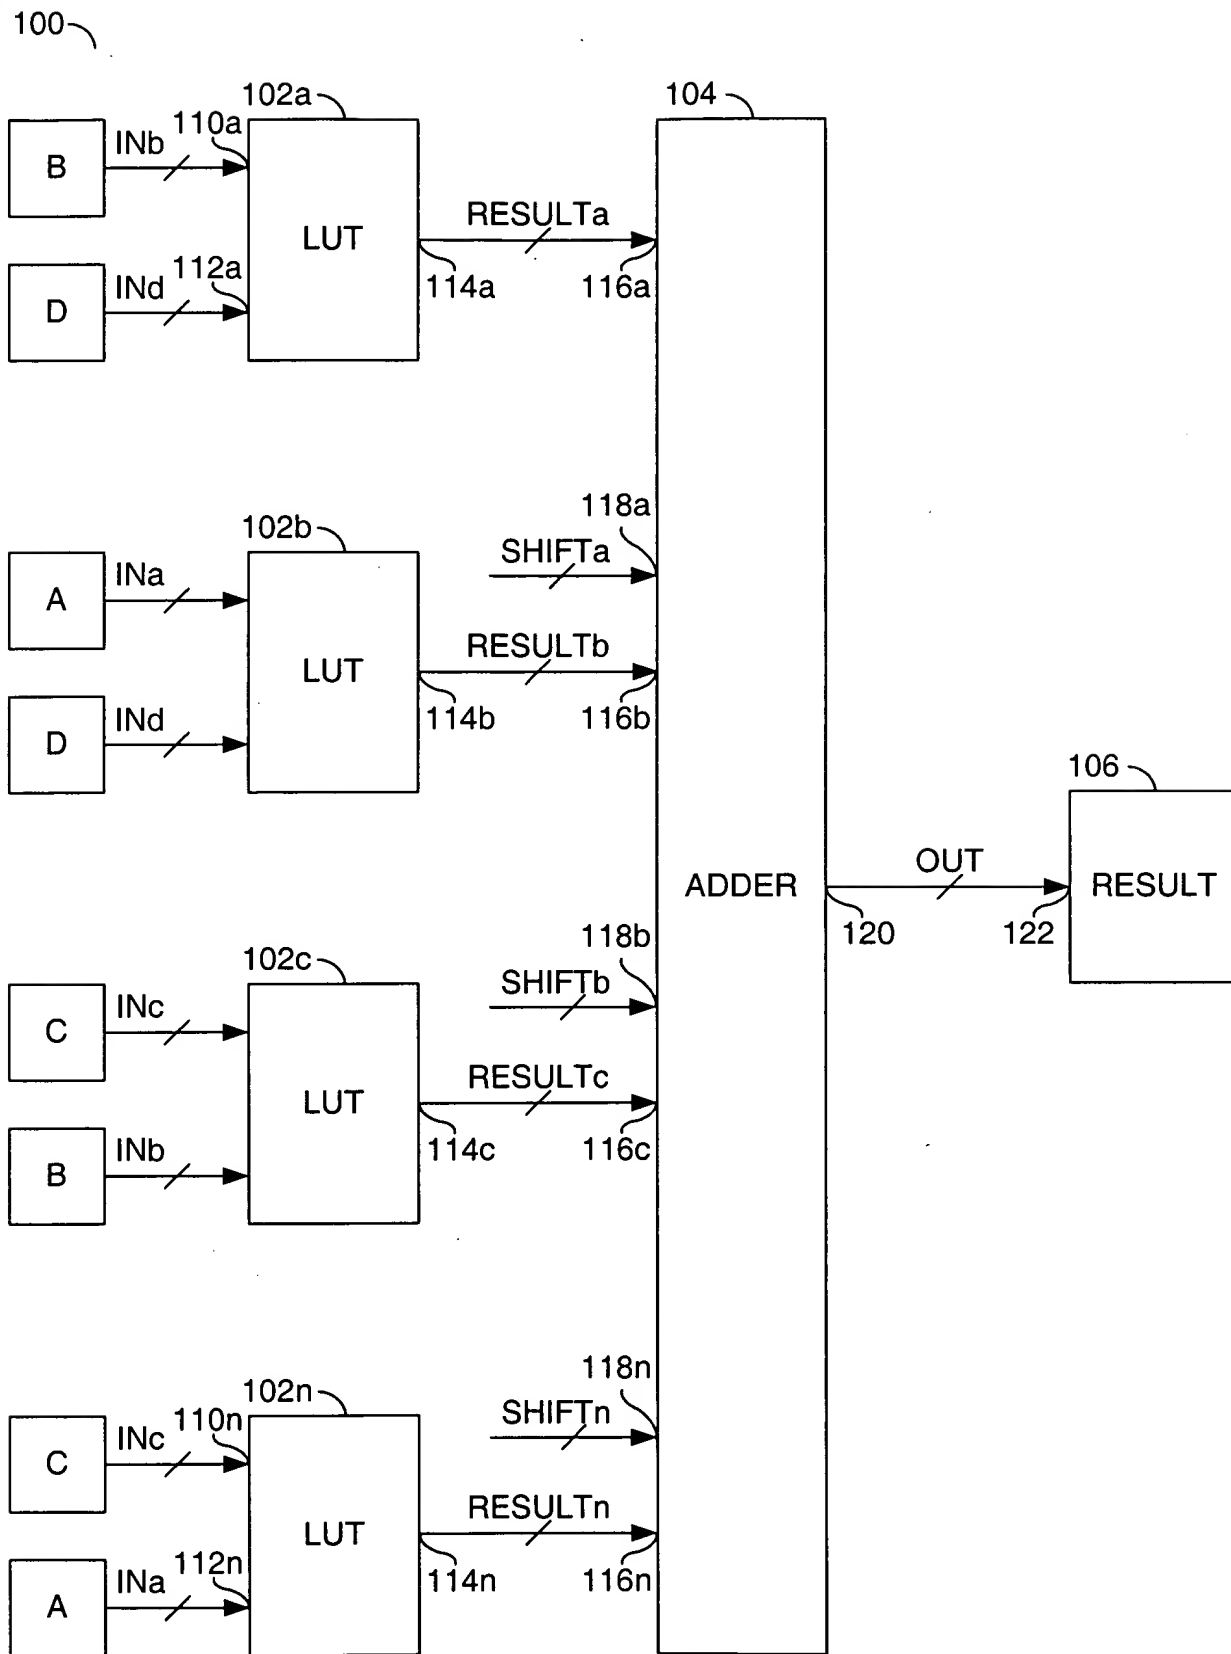 100
102a
104
B
INb
110a
LUT
RESULTa
D
INd
112a
114a
116a
118a
102b
SHIFTa
A
INa
LUT
RESULTb
D
INd
114b
116b
106
ADDER
OUT
RESULT
120
122
118b
102c
SHIFTb
C
INc
LUT
RESULTc
B
INb
114c
116c
118n
102n
SHIFTn
C
INc
110n
LUT
RESULTn
A
INa
112n
114n
116n